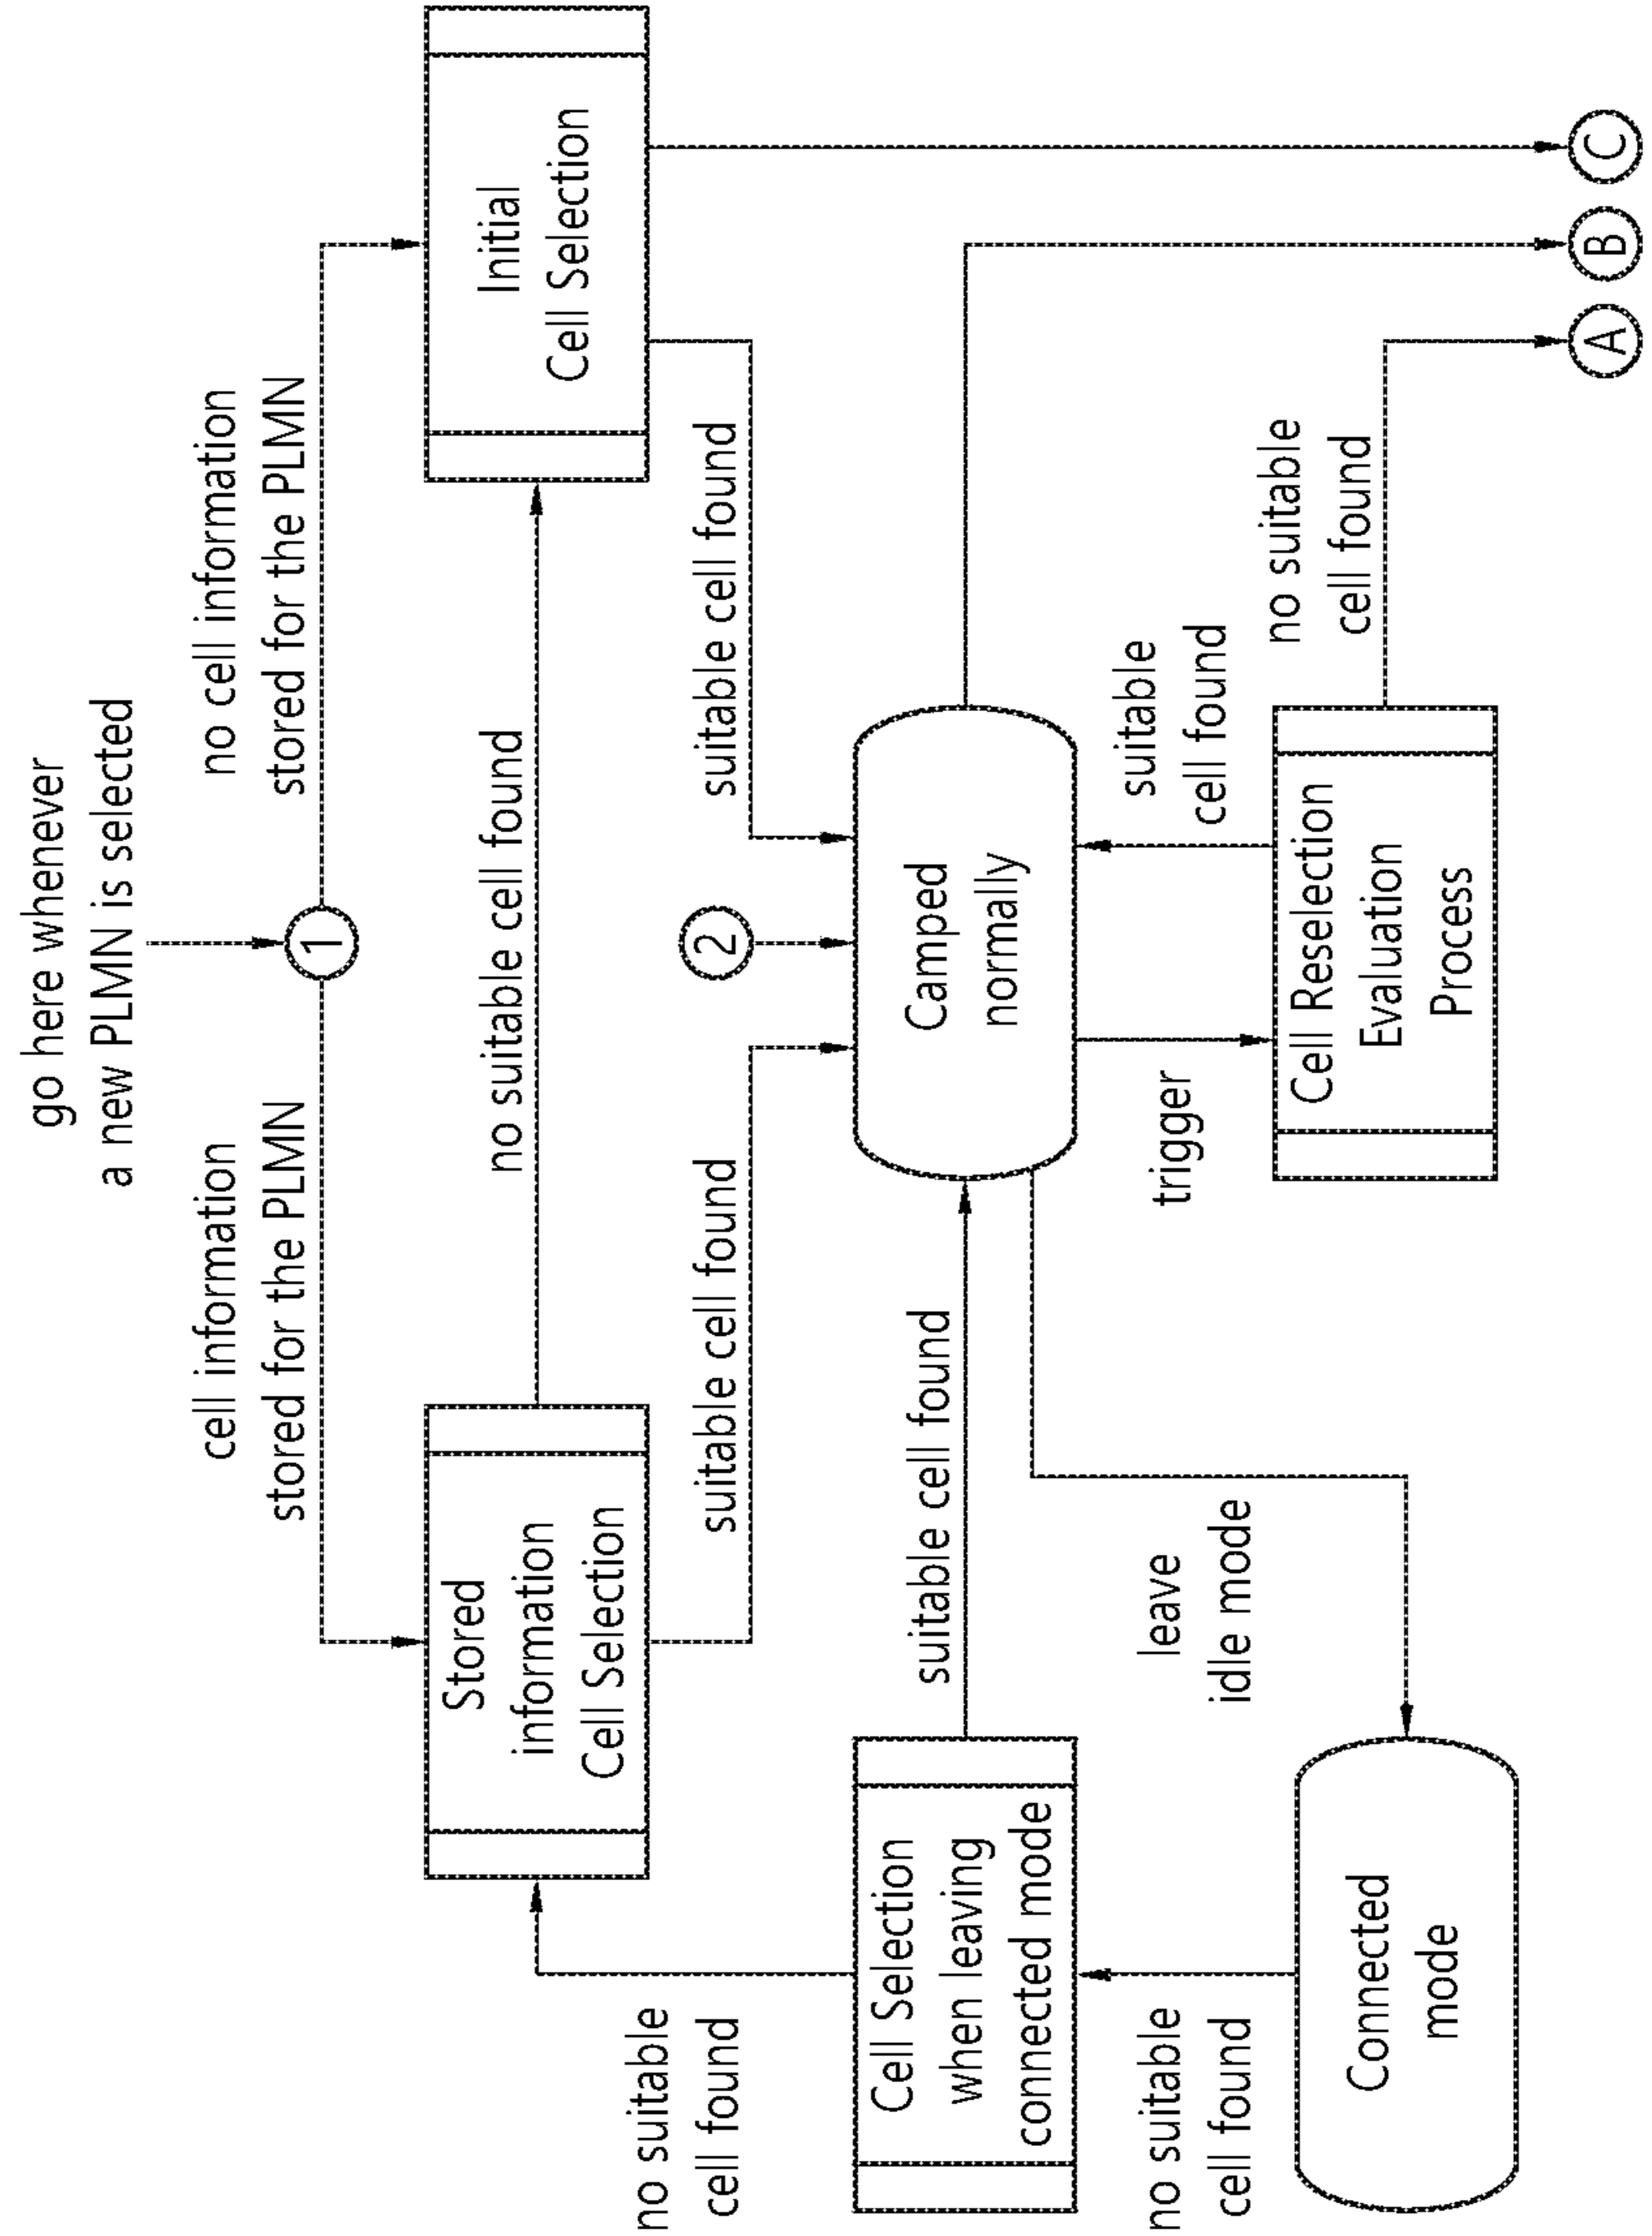 go here whenever
a new PLMN is selected
1
cell information
stored for the PLMN
no cell information
stored for the PLMN
Stored
information
Cell Selection
no suitable cell found
Initial
Cell Selection
no suitable
cell found
suitable cell found
2
suitable cell found
Cell Selection
when leaving
connected mode
suitable cell found
Camped
normally
no suitable
cell found
leave
idle mode
trigger
suitable
cell found
no suitable
cell found
Connected
mode
Cell Reselection
Evaluation
Process
A
B
C